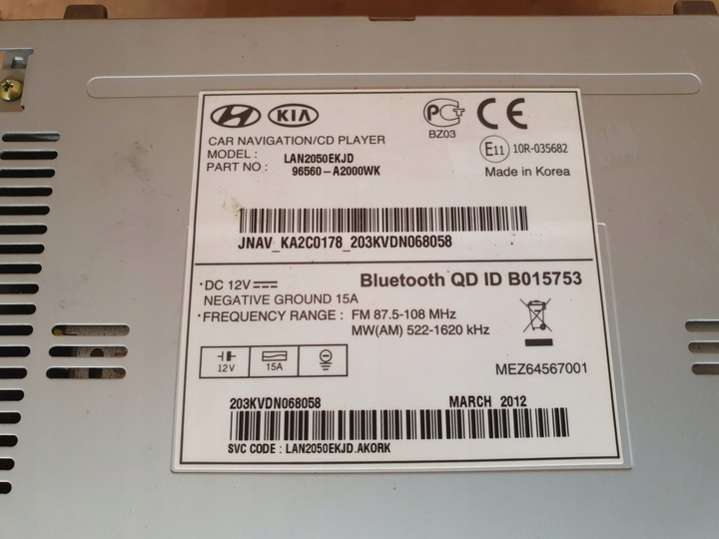 KIA
PCT CE
BZ03
CAR NAVIGATION/CD PLAYER
MODEL : LAN2050EKJD
E11 10R-035682
PART NO : 96560-A2000WK
Made in Korea
JNAV_KA2C0178_203KVDN068058
·DC 12V
Bluetooth QD ID B015753
NEGATIVE GROUND 15A
·FREQUENCY RANGE : FM 87.5-108 MHz
MW(AM) 522-1620 kHz
12V 15A
MEZ64567001
203KVDN068058 MARCH 2012
SVC CODE : LAN2050EKJD.AKORK